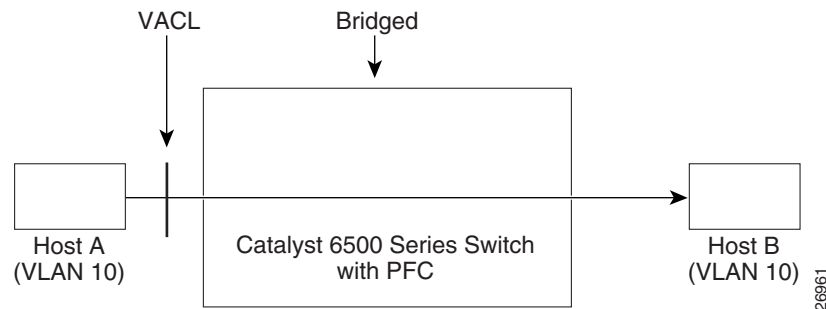 VACL
Bridged
Host A
(VLAN 10)
Catalyst 6500 Series Switch
with PFC
Host B
(VLAN 10)
26961